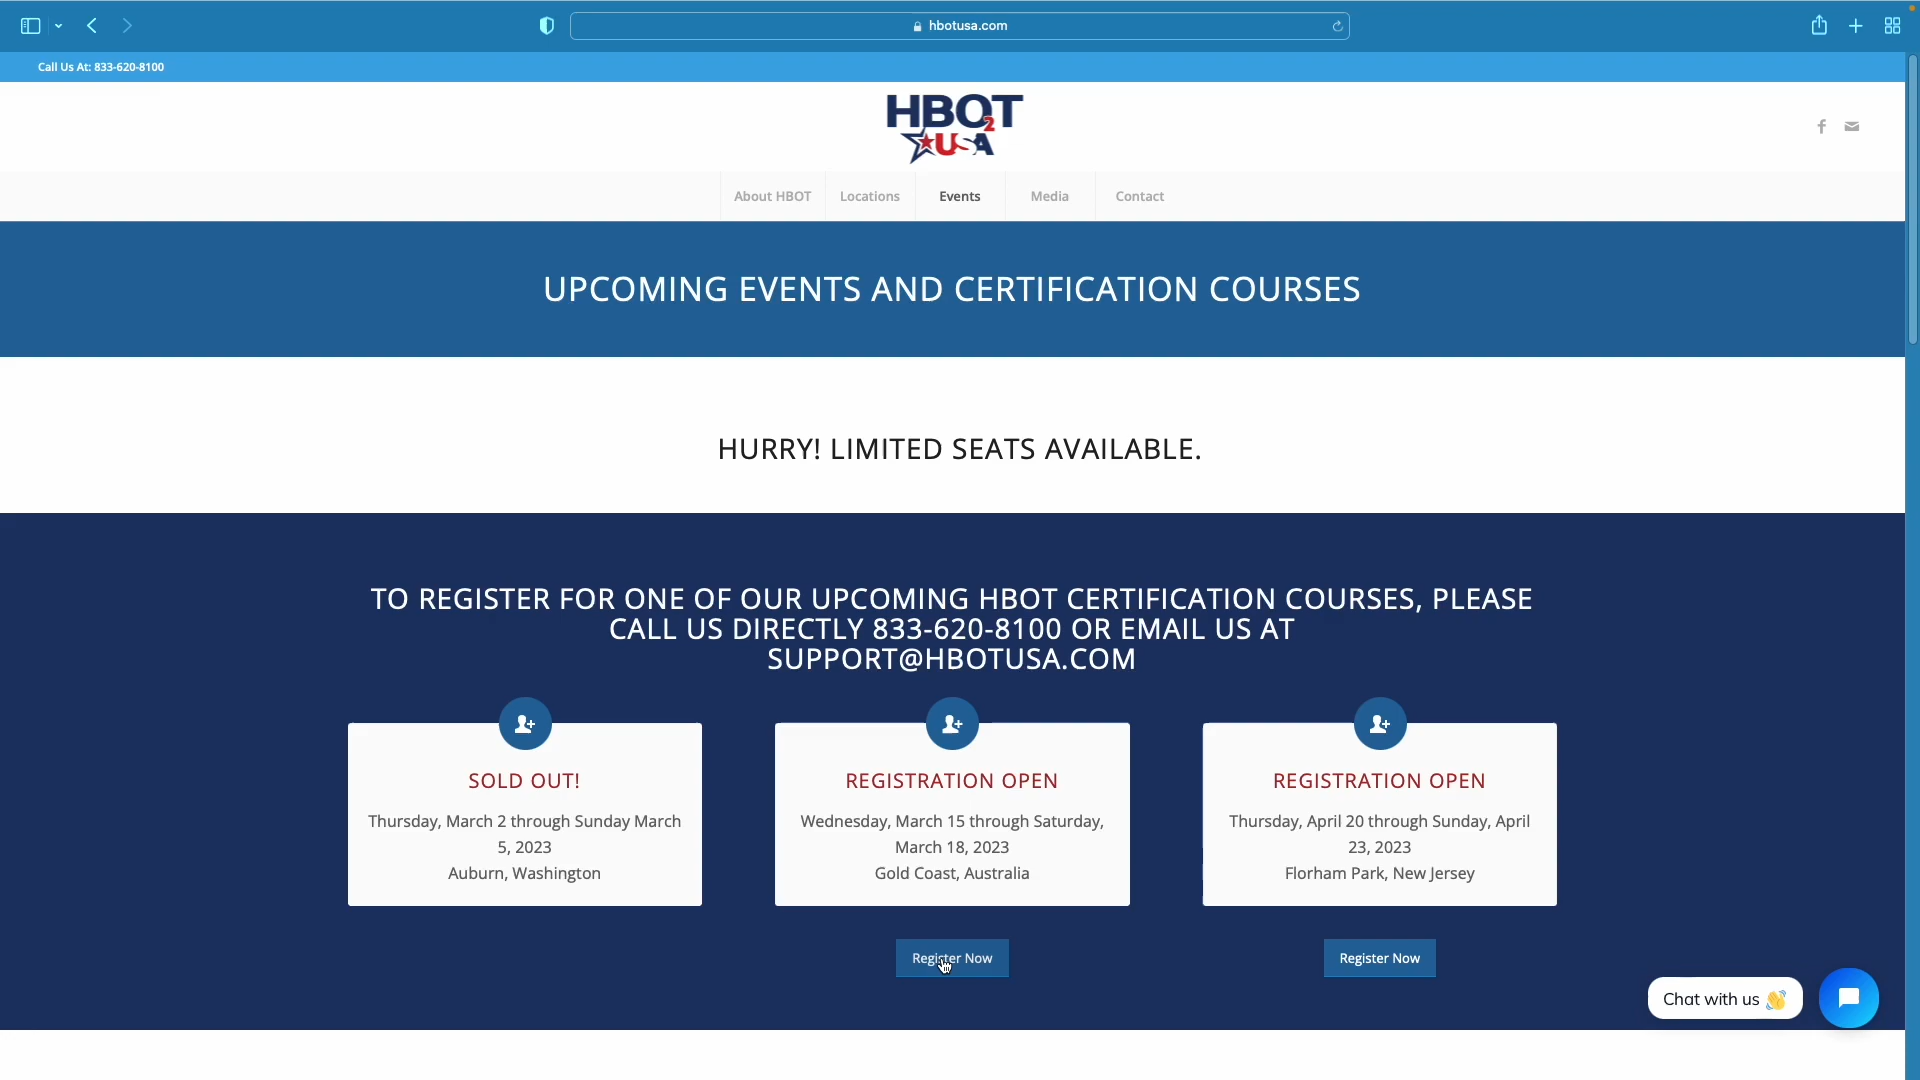 hbotusa.com
Call Us At: 833-620-8100
HBOT
2
USA
About HBOT
Locations
Events
Media
Contact
UPCOMING EVENTS AND CERTIFICATION COURSES
HURRY! LIMITED SEATS AVAILABLE.
TO REGISTER FOR ONE OF OUR UPCOMING HBOT CERTIFICATION COURSES, PLEASE
CALL US DIRECTLY 833-620-8100 OR EMAIL US AT
SUPPORT@HBOTUSA.COM
SOLD OUT!
Thursday, March 2 through Sunday March
5, 2023
Auburn, Washington
REGISTRATION OPEN
Wednesday, March 15 through Saturday,
March 18, 2023
Gold Coast, Australia
Register Now
REGISTRATION OPEN
Thursday, April 20 through Sunday, April
23, 2023
Florham Park, New Jersey
Register Now
Chat with us 👋